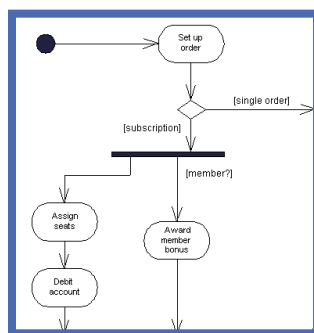 Set up
order
[single order]
[subscription]
[member?]
Assign
seats
Award
member
bonus
Debit
account